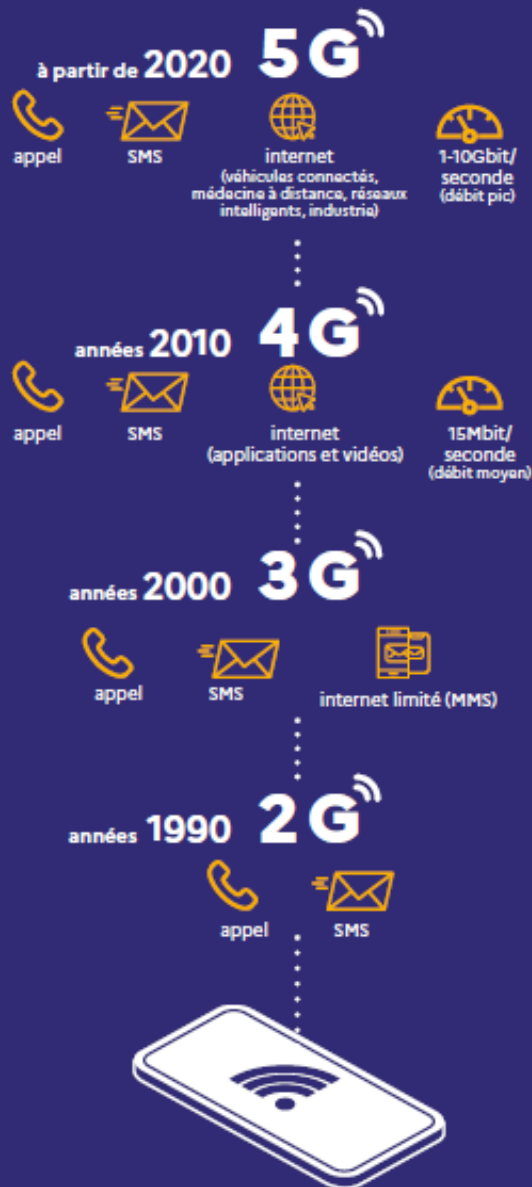 à partir de 2020 5G
appel
SMS
internet
(véhicules connectés,
médecine à distance, réseaux
intelligents, industrie)
1-10Gbit/
seconde
(débit pic)
années 2010 4G
appel
SMS
internet
(applications et vidéos)
15Mbit/
seconde
(débit moyen)
années 2000 3G
appel
SMS
internet limité (MMS)
années 1990 2G
appel
SMS